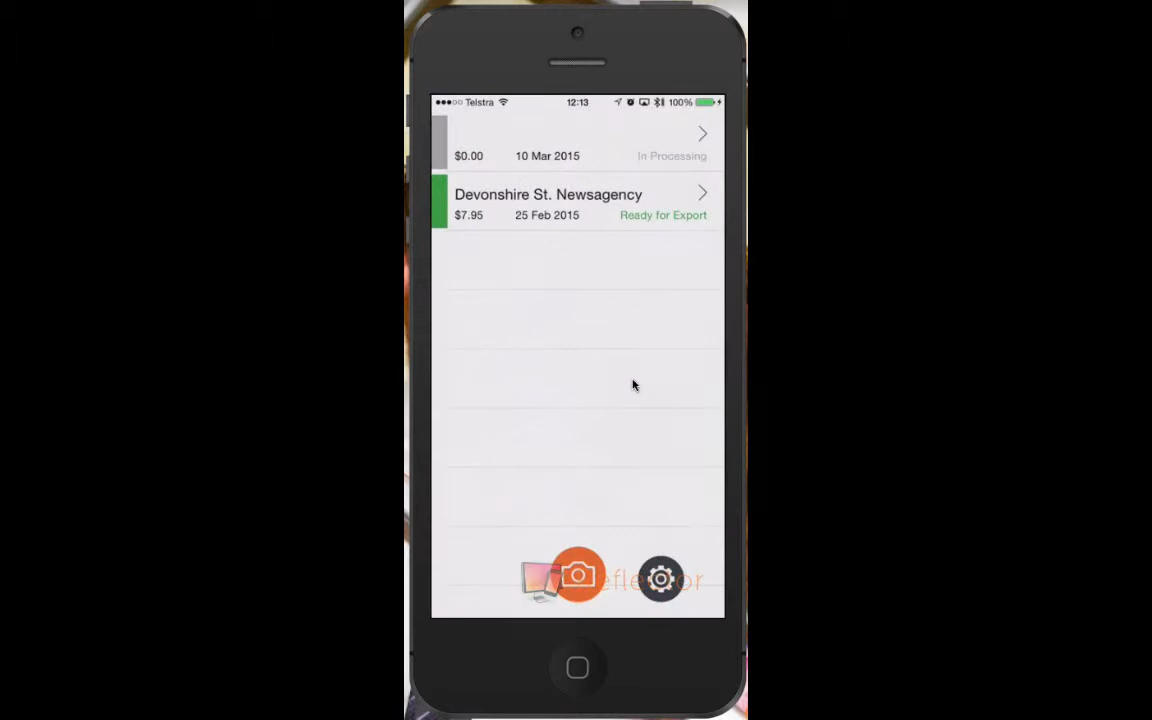 Telstra 12:13 100%
$0.00 10 Mar 2015 In Processing
Devonshire St. Newsagency
$7.95 25 Feb 2015 Ready for Export